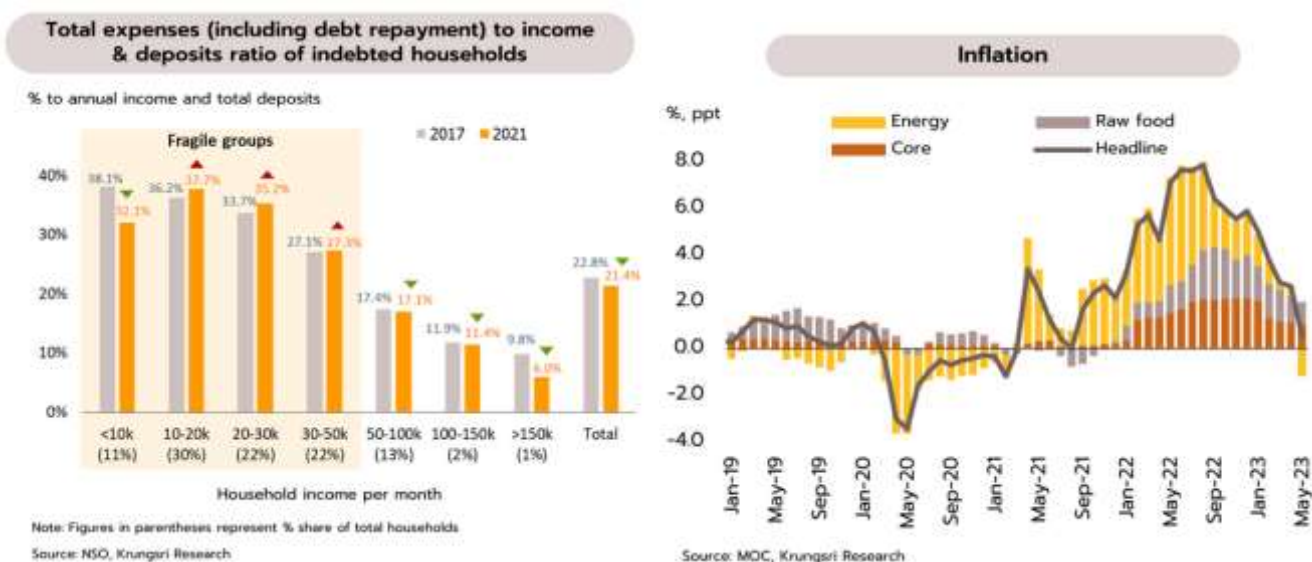 Total expenses (including debt repayment) to income
& deposits ratio of indebted households
% to annual income and total deposits
Fragile groups
2017 2021
40%
30%
20%
10%
0%
38.1% 32.1% 36.2% 37.7% 33.7% 35.2% 27.1% 27.3% 17.4% 17.1% 11.9% 11.4% 9.8% 6.0% 22.8% 21.4%
<10k 10-20k 20-30k 30-50k 50-100k 100-150k >150k Total
(11%) (30%) (22%) (22%) (13%) (2%) (1%)
Household income per month
Note: Figures in parentheses represent % share of total households
Source: NSO, Krungsri Research
Inflation
%, ppt
Energy Raw food
Core Headline
8.0
6.0
4.0
2.0
0.0
-2.0
-4.0
Jan-19 May-19 Sep-19 Jan-20 May-20 Sep-20 Jan-21 May-21 Sep-21 Jan-22 May-22 Sep-22 Jan-23 May-23
Source: MOC, Krungsri Research